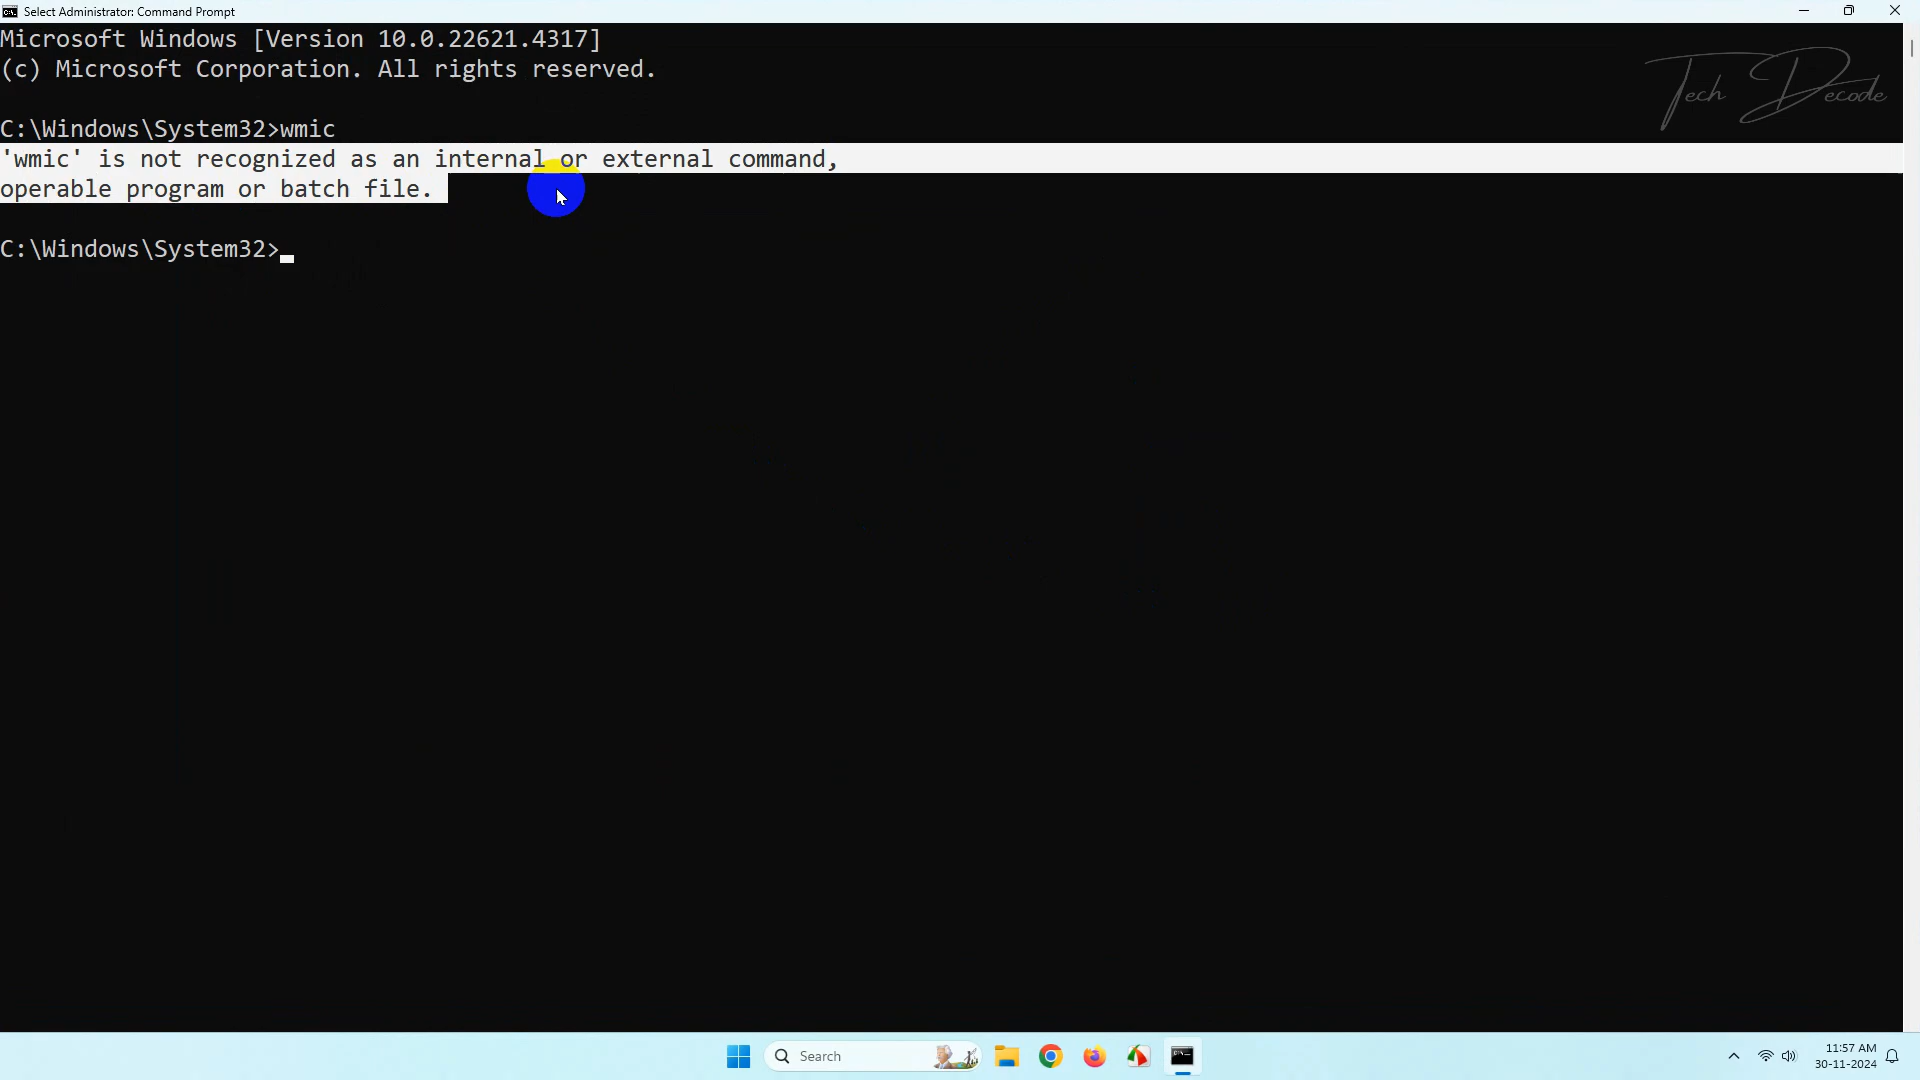 Select Administrator: Command Prompt
Microsoft Windows [Version 10.0.22621.4317]
(c) Microsoft Corporation. All rights reserved.
Tech Decode
C:\Windows\System32>wmic
'wmic' is not recognized as an internal or external command,
operable program or batch file.
C:\Windows\System32>
Search
11:57 AM
30-11-2024